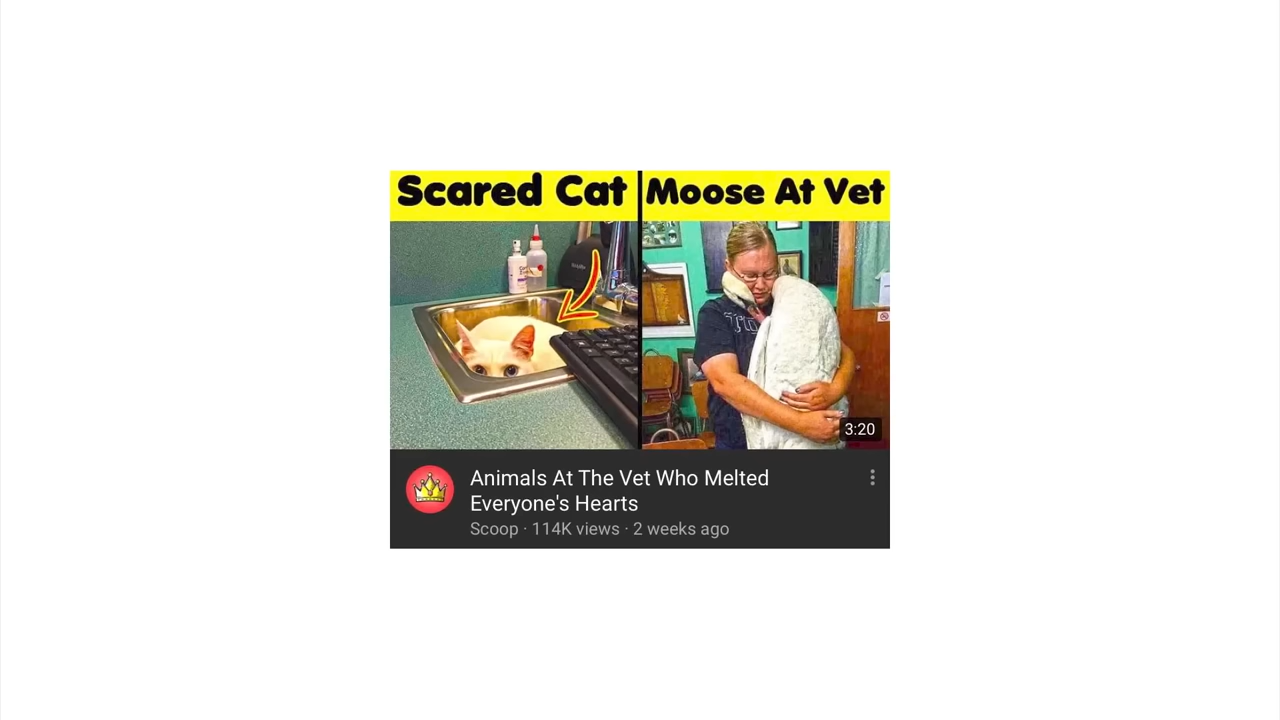 Scared Cat
Moose At Vet
3:20
Animals At The Vet Who Melted
Everyone's Hearts
Scoop · 114K views · 2 weeks ago